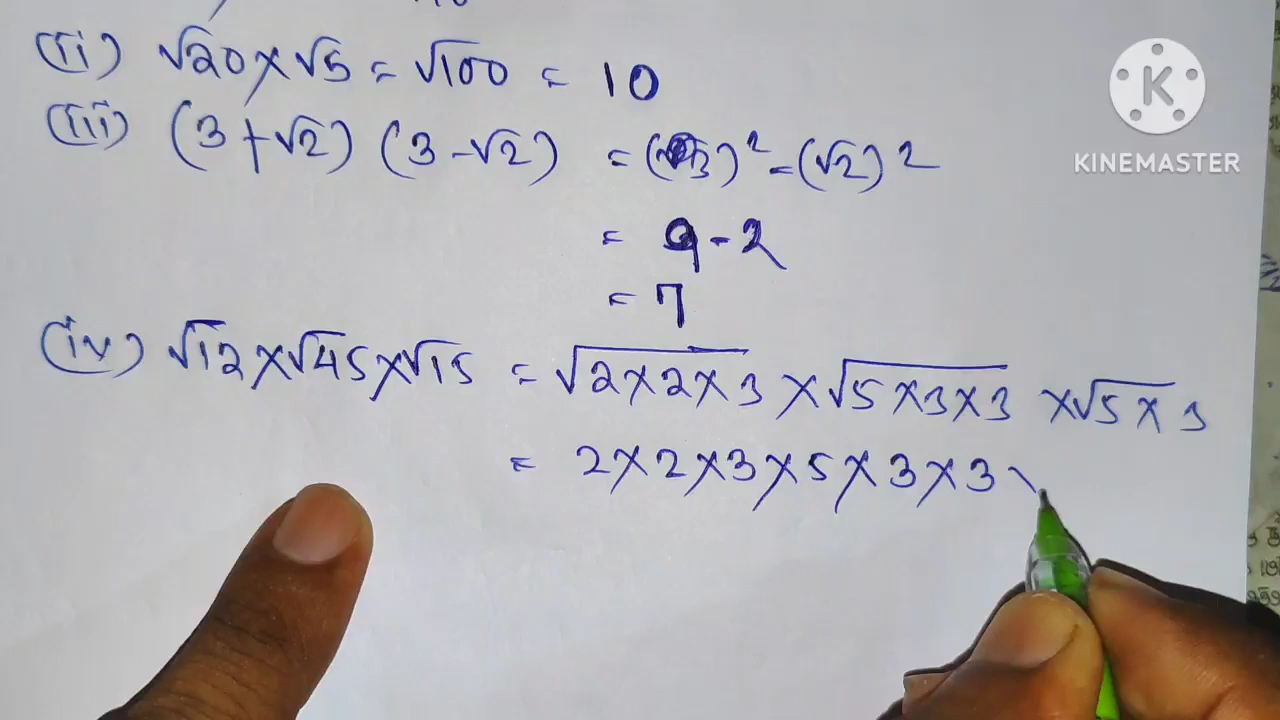 (ii) √20 × √5 = √100 = 10
KINEMASTER
(iii) (3 + √2) (3 - √2) = (3)² - (√2)²
= 9 - 2
= 7
(iv) √12 × √45 × √15 = √2×2×3 × √5×3×3 × √5×3
= 2×2×3×5×3×3